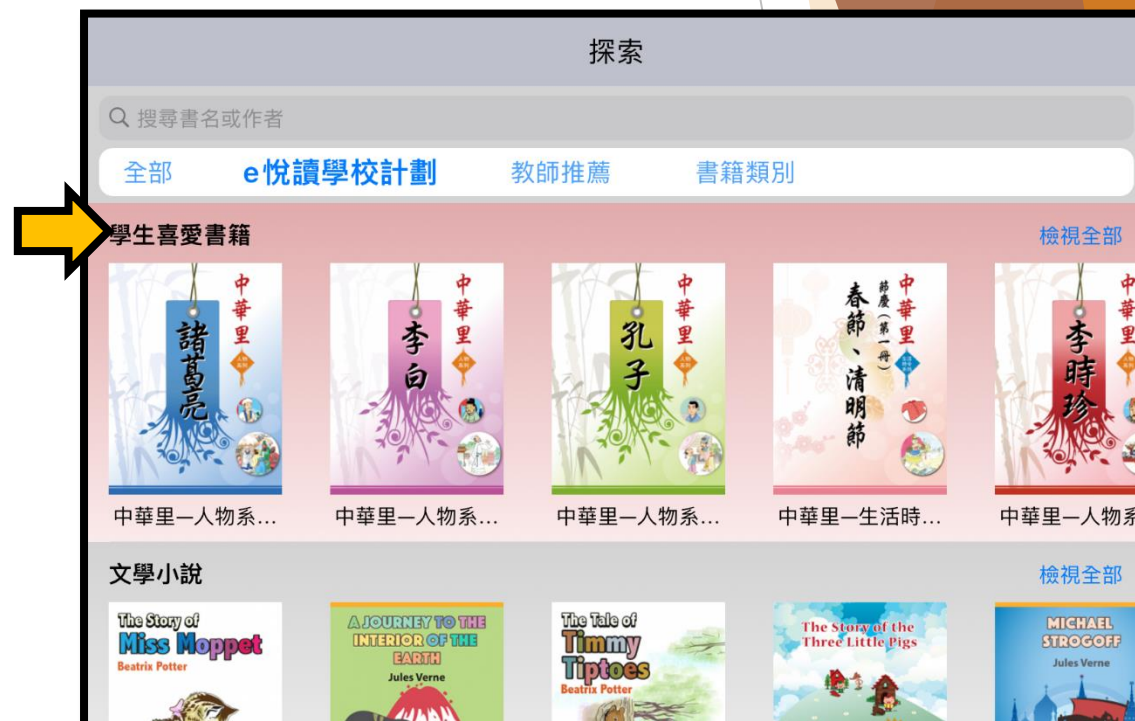 探索
搜尋書名或作者
全部 e悅讀學校計劃 教師推薦 書籍類別
學生喜愛書籍 檢視全部
中華里 諸葛亮
中華里 李白
中華里 孔子
中華里 節慶(第一冊) 春節、清明節
中華里 李時珍
中華里—人物系... 中華里—人物系... 中華里—人物系... 中華里—生活時... 中華里—人物系
文學小說 檢視全部
The Story of
Miss Moppet
Beatrix Potter
A JOURNEY TO THE
INTERIOR OF THE
EARTH
Jules Verne
The Tale of
Timmy
Tiptoes
Beatrix Potter
The Story of the
Three Little Pigs
MICHAEL
STROGOFF
Jules Verne